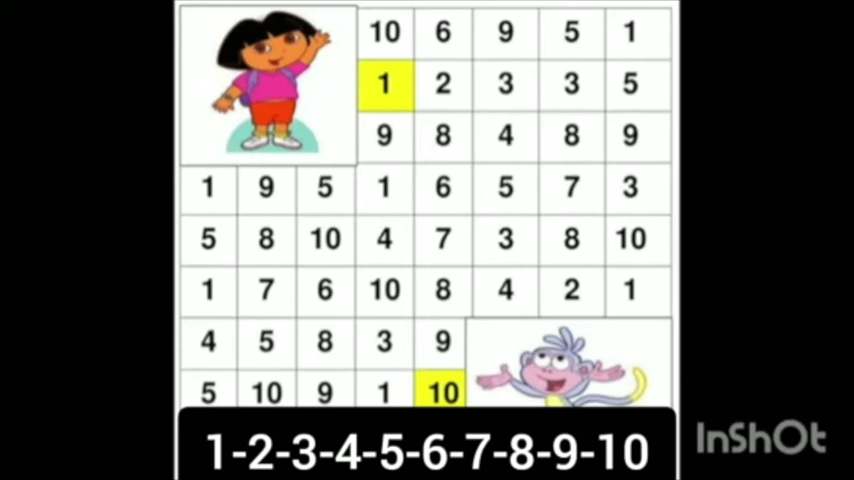 10 6 9 5 1
1 2 3 3 5
9 8 4 8 9
1 9 5 1 6 5 7 3
5 8 10 4 7 3 8 10
1 7 6 10 8 4 2 1
4 5 8 3 9
5 10 9 1 10
1-2-3-4-5-6-7-8-9-10
InShOt